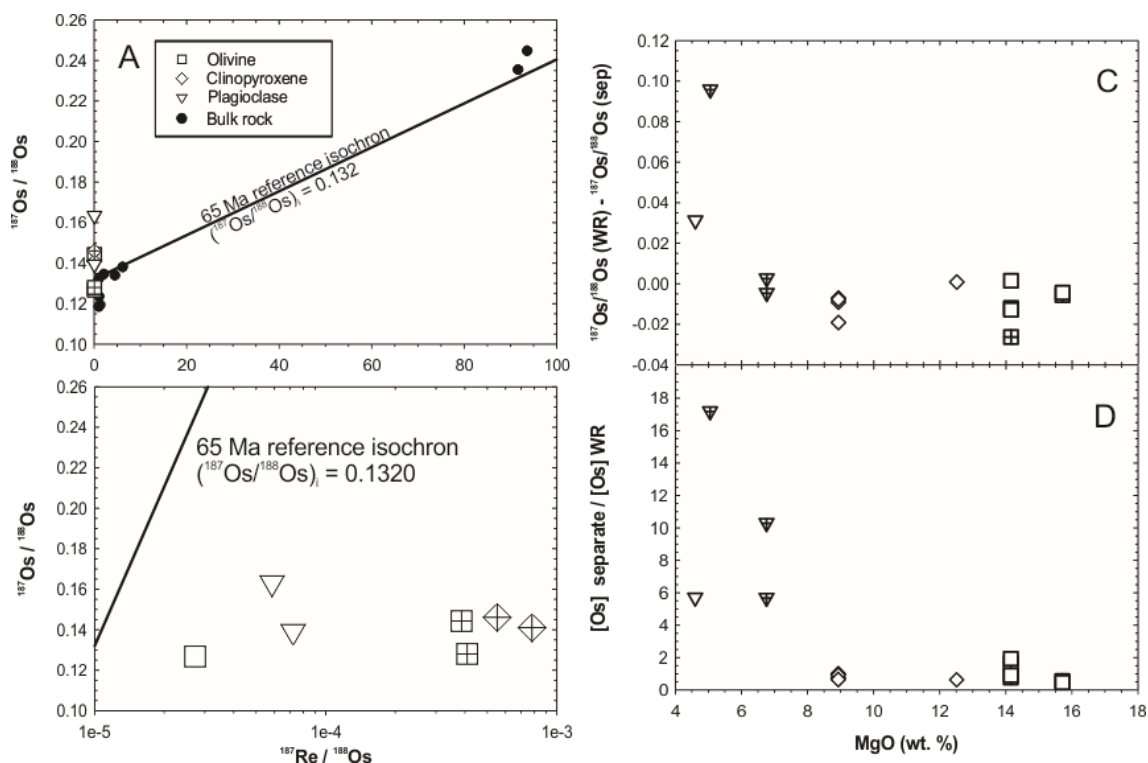 A
Olivine
Clinopyroxene
Plagioclase
Bulk rock
65 Ma reference isochron
(¹⁸⁷Os/¹⁸⁸Os)ᵢ = 0.132
¹⁸⁷Os / ¹⁸⁸Os
0.26
0.24
0.22
0.20
0.18
0.16
0.14
0.12
0.10
0 20 40 60 80 100
65 Ma reference isochron
(¹⁸⁷Os/¹⁸⁸Os)ᵢ = 0.1320
¹⁸⁷Os / ¹⁸⁸Os
0.26
0.24
0.22
0.20
0.18
0.16
0.14
0.12
0.10
1e-5 1e-4 1e-3
¹⁸⁷Re / ¹⁸⁸Os
C
¹⁸⁷Os/¹⁸⁸Os (WR) - ¹⁸⁷Os/¹⁸⁸Os (sep)
0.12
0.10
0.08
0.06
0.04
0.02
0.00
-0.02
-0.04
D
[Os] separate / [Os] WR
18
16
14
12
10
8
6
4
2
0
4 6 8 10 12 14 16 18
MgO (wt. %)